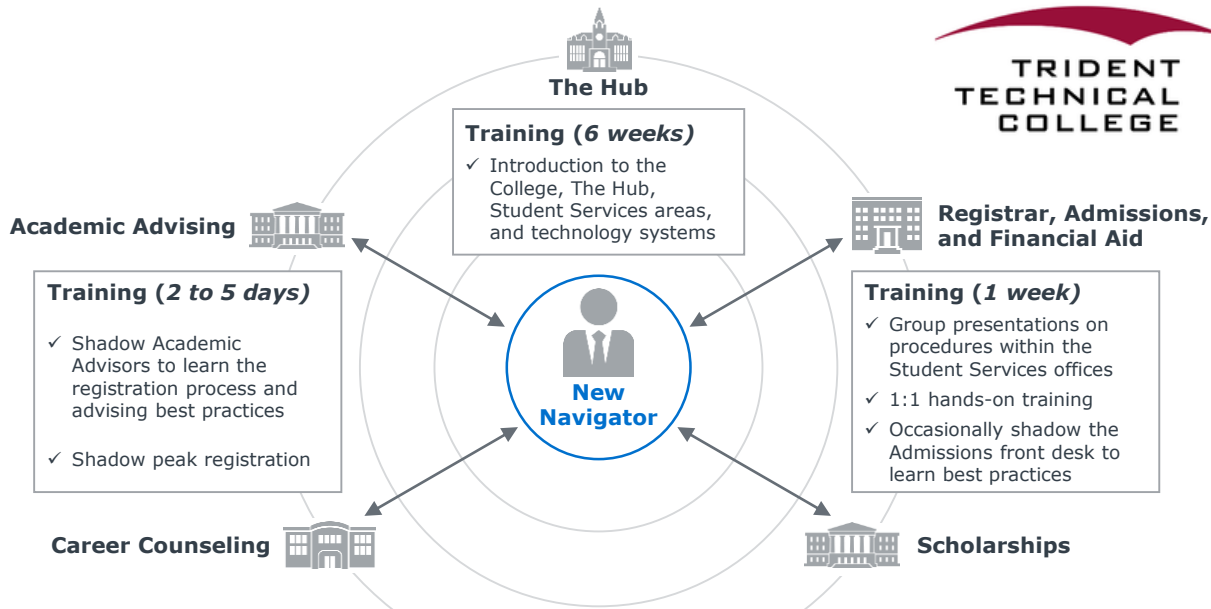 TRIDENT
TECHNICAL
COLLEGE
The Hub
Training (6 weeks)
✓ Introduction to the
College, The Hub,
Student Services areas,
and technology systems
Academic Advising
Training (2 to 5 days)
✓ Shadow Academic
Advisors to learn the
registration process and
advising best practices
✓ Shadow peak registration
Registrar, Admissions,
and Financial Aid
Training (1 week)
✓ Group presentations on
procedures within the
Student Services offices
✓ 1:1 hands-on training
✓ Occasionally shadow the
Admissions front desk to
learn best practices
New
Navigator
Career Counseling
Scholarships